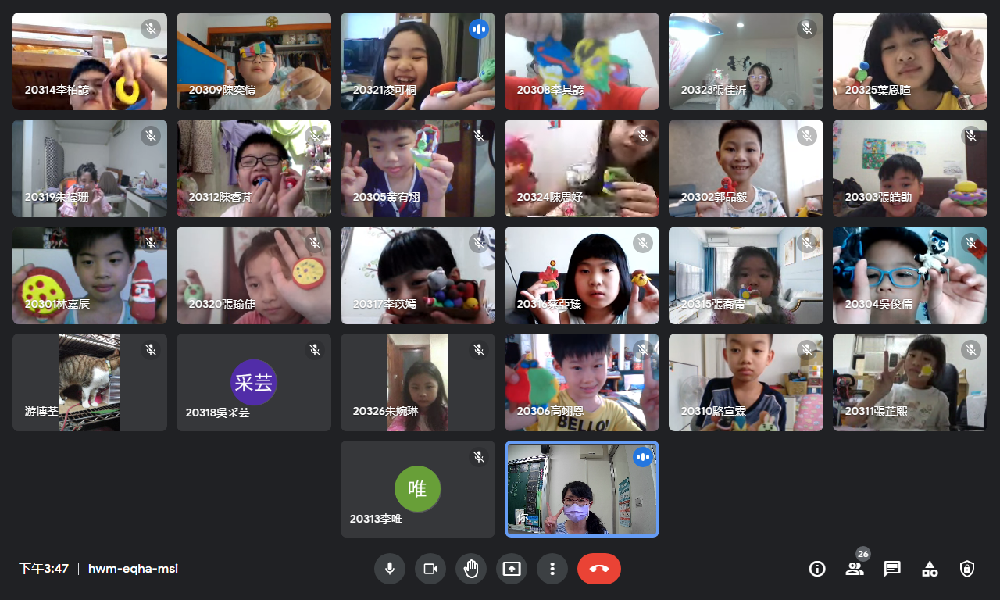 20314李柏諺
20309陳奕愷
20321凌可桐
20308李其諺
20323張佳沂
20325葉恩暄
20319朱禕珊
20312陳睿芃
20305黃宥翔
20324陳思妤
20302郭品毅
20303張皓勛
20301林嘉辰
20320張瑜倢
20317李苡嫣
20316蔡亞臻
20315張喬甯
20304吳俊儒
游博荃
采芸
20318吳采芸
20326朱婉琳
20306高翊恩
BELLO!
20310駱宣霖
20311張芷熙
唯
20313李唯
你
下午3:47
hwm-eqha-msi
26